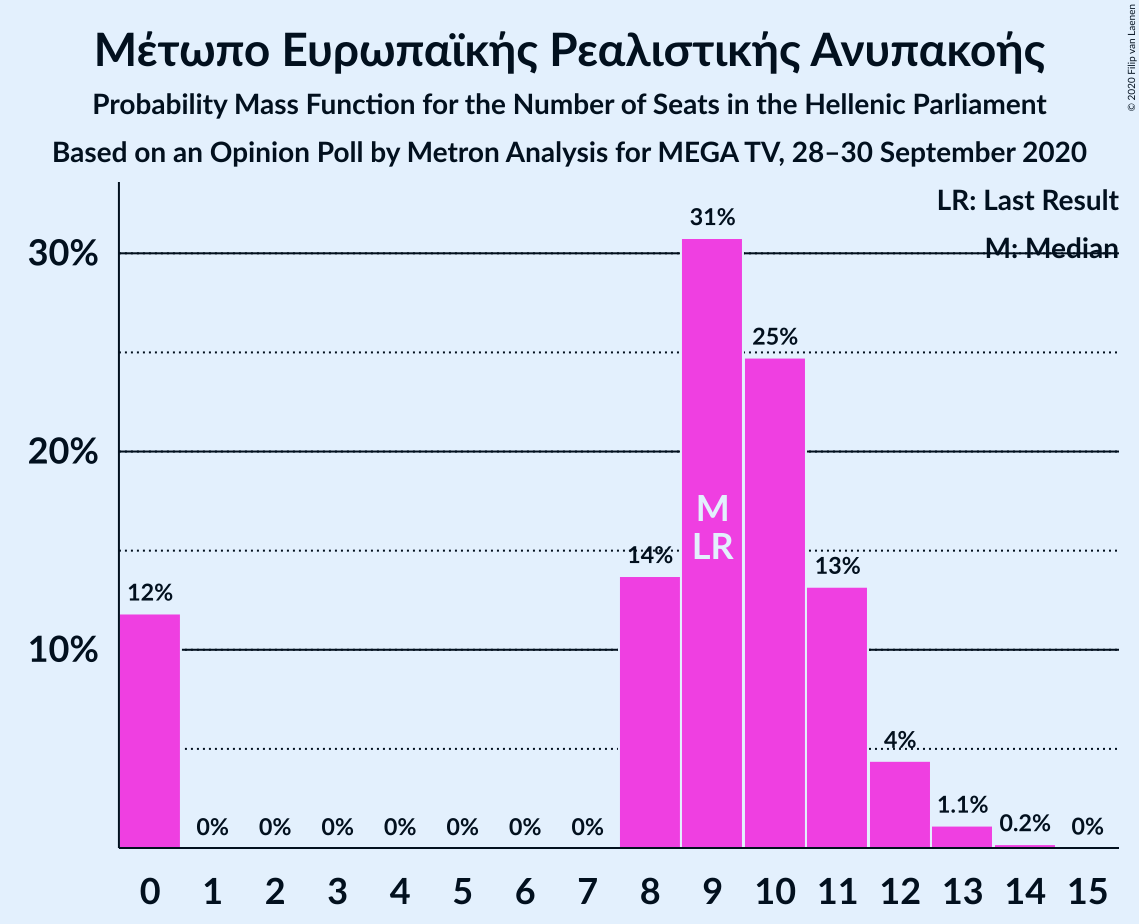 Μέτωπο Ευρωπαϊκής Ρεαλιστικής Ανυπακοής
Probability Mass Function for the Number of Seats in the Hellenic Parliament
Based on an Opinion Poll by Metron Analysis for MEGA TV, 28–30 September 2020
© 2020 Filip van Laenen
LR: Last Result
M: Median
30%
20%
10%
12%
0%
0%
0%
0%
0%
0%
0%
14%
31%
25%
13%
4%
1.1%
0.2%
0%
M
LR
0 1 2 3 4 5 6 7 8 9 10 11 12 13 14 15